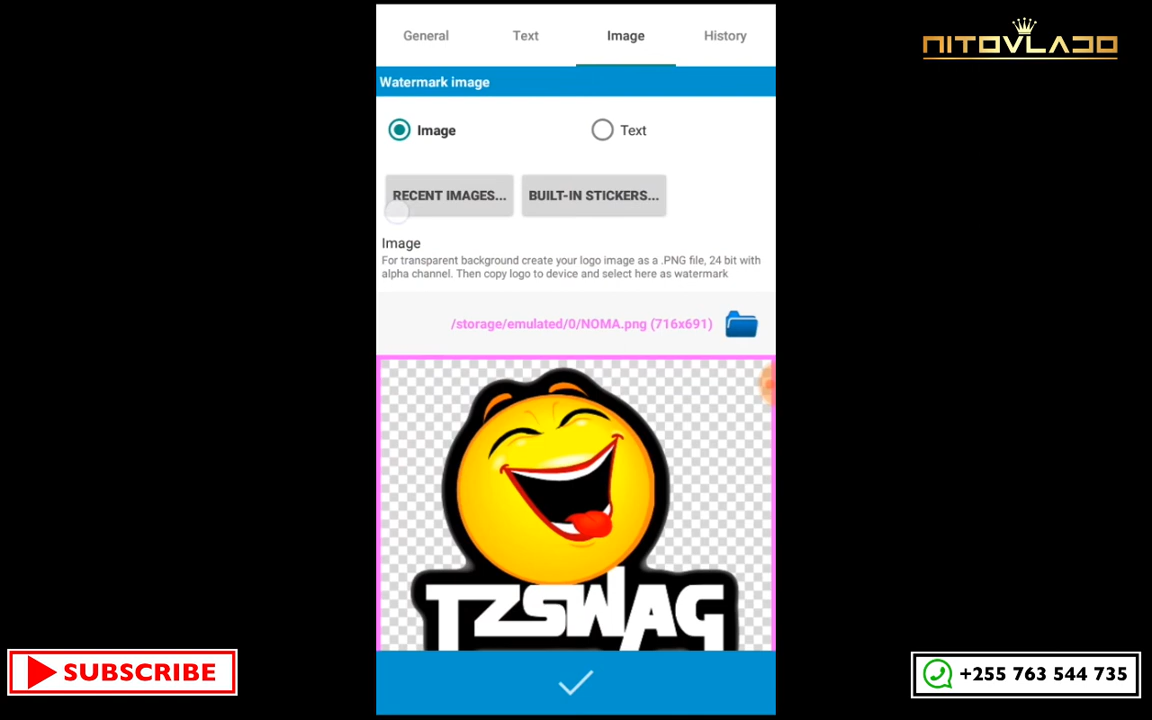 General Text Image History
NITOVLADO
Watermark image
Image Text
RECENT IMAGES... BUILT-IN STICKERS...
Image
For transparent background create your logo image as a .PNG file, 24 bit with
alpha channel. Then copy logo to device and select here as watermark
/storage/emulated/0/NOMA.png (716x691)
TZSWAG
SUBSCRIBE
+255 763 544 735